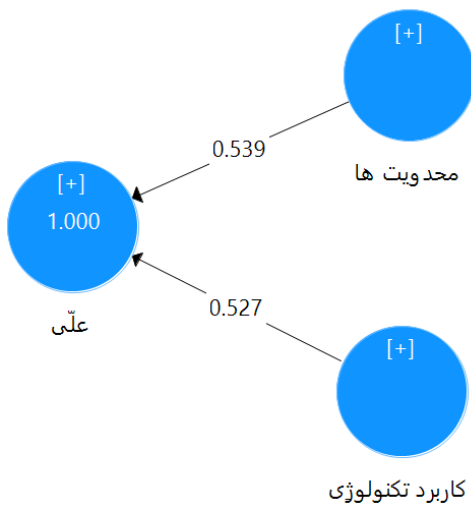 [+]
0.539
محدویت ها
[+]
1.000
علّی
0.527
[+]
کاربرد تکنولوژی